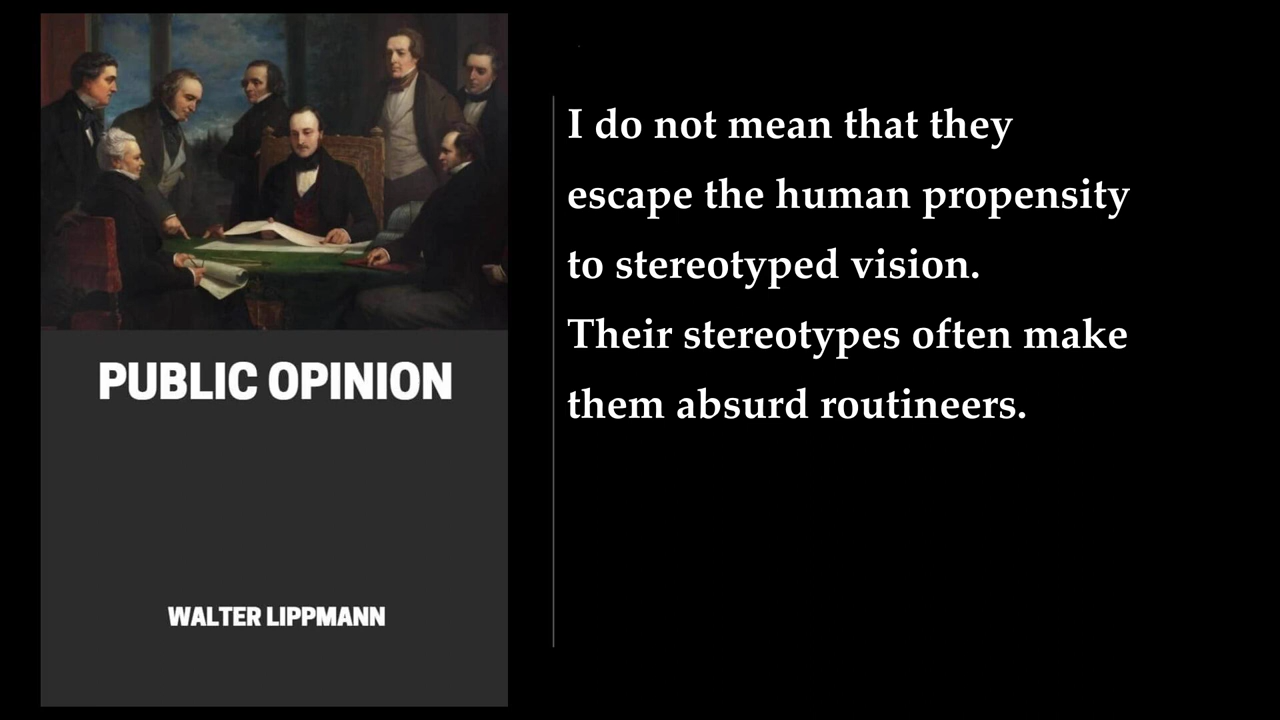 PUBLIC OPINION
WALTER LIPPMANN
I do not mean that they
escape the human propensity
to stereotyped vision.
Their stereotypes often make
them absurd routineers.